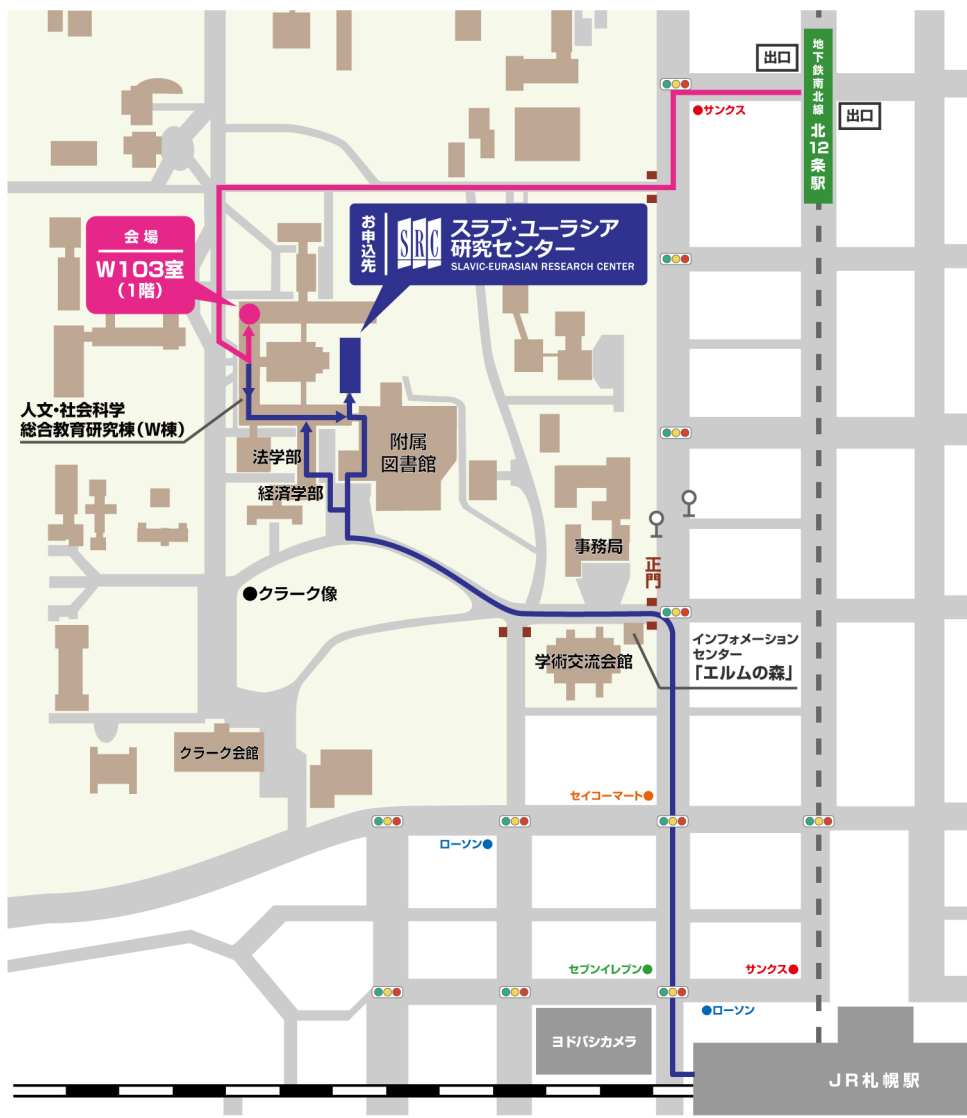 出口
地下鉄南北線 北12条駅
出口
サンクス
会場
W103室
(1階)
お申込先
SRC
スラブ・ユーラシア
研究センター
SLAVIC-EURASIAN RESEARCH CENTER
人文・社会科学
総合教育研究棟(W棟)
法学部
経済学部
附属
図書館
事務局
正門
クラーク像
学術交流会館
インフォメーション
センター
「エルムの森」
クラーク会館
セイコーマート
ローソン
セブンイレブン
サンクス
ローソン
ヨドバシカメラ
JR札幌駅